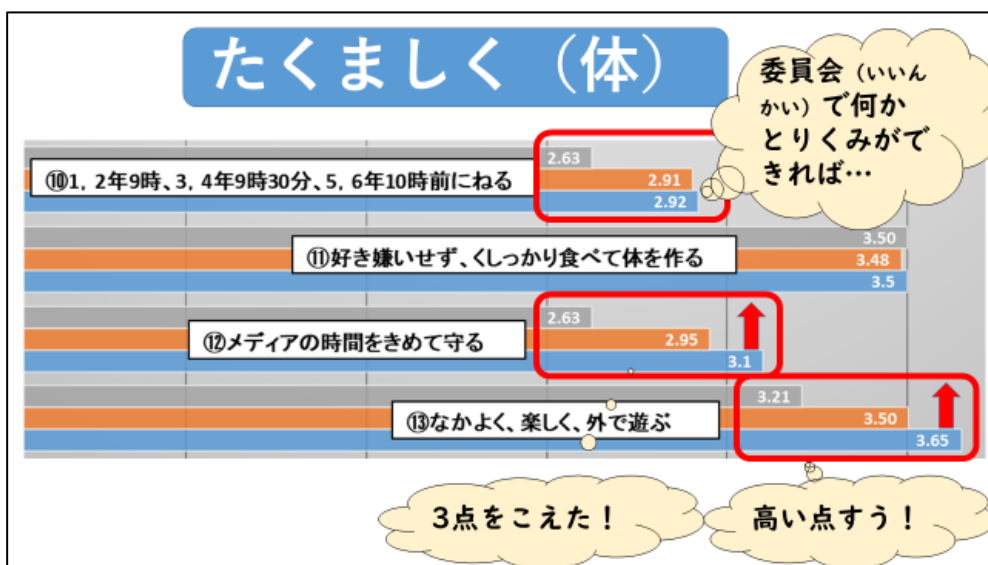 たくましく（体）
委員会（いいん
かい）で何か
とりくみがで
きれば…
2.63
⑩1，2年9時、3，4年9時30分、5，6年10時前にねる
2.91
2.92
3.50
⑪好き嫌いせず、くしっかり食べて体を作る
3.48
3.5
2.63
⑫メディアの時間をきめて守る
2.95
3.1
3.21
⑬なかよく、楽しく、外で遊ぶ
3.50
3.65
3点をこえた！
高い点すう！